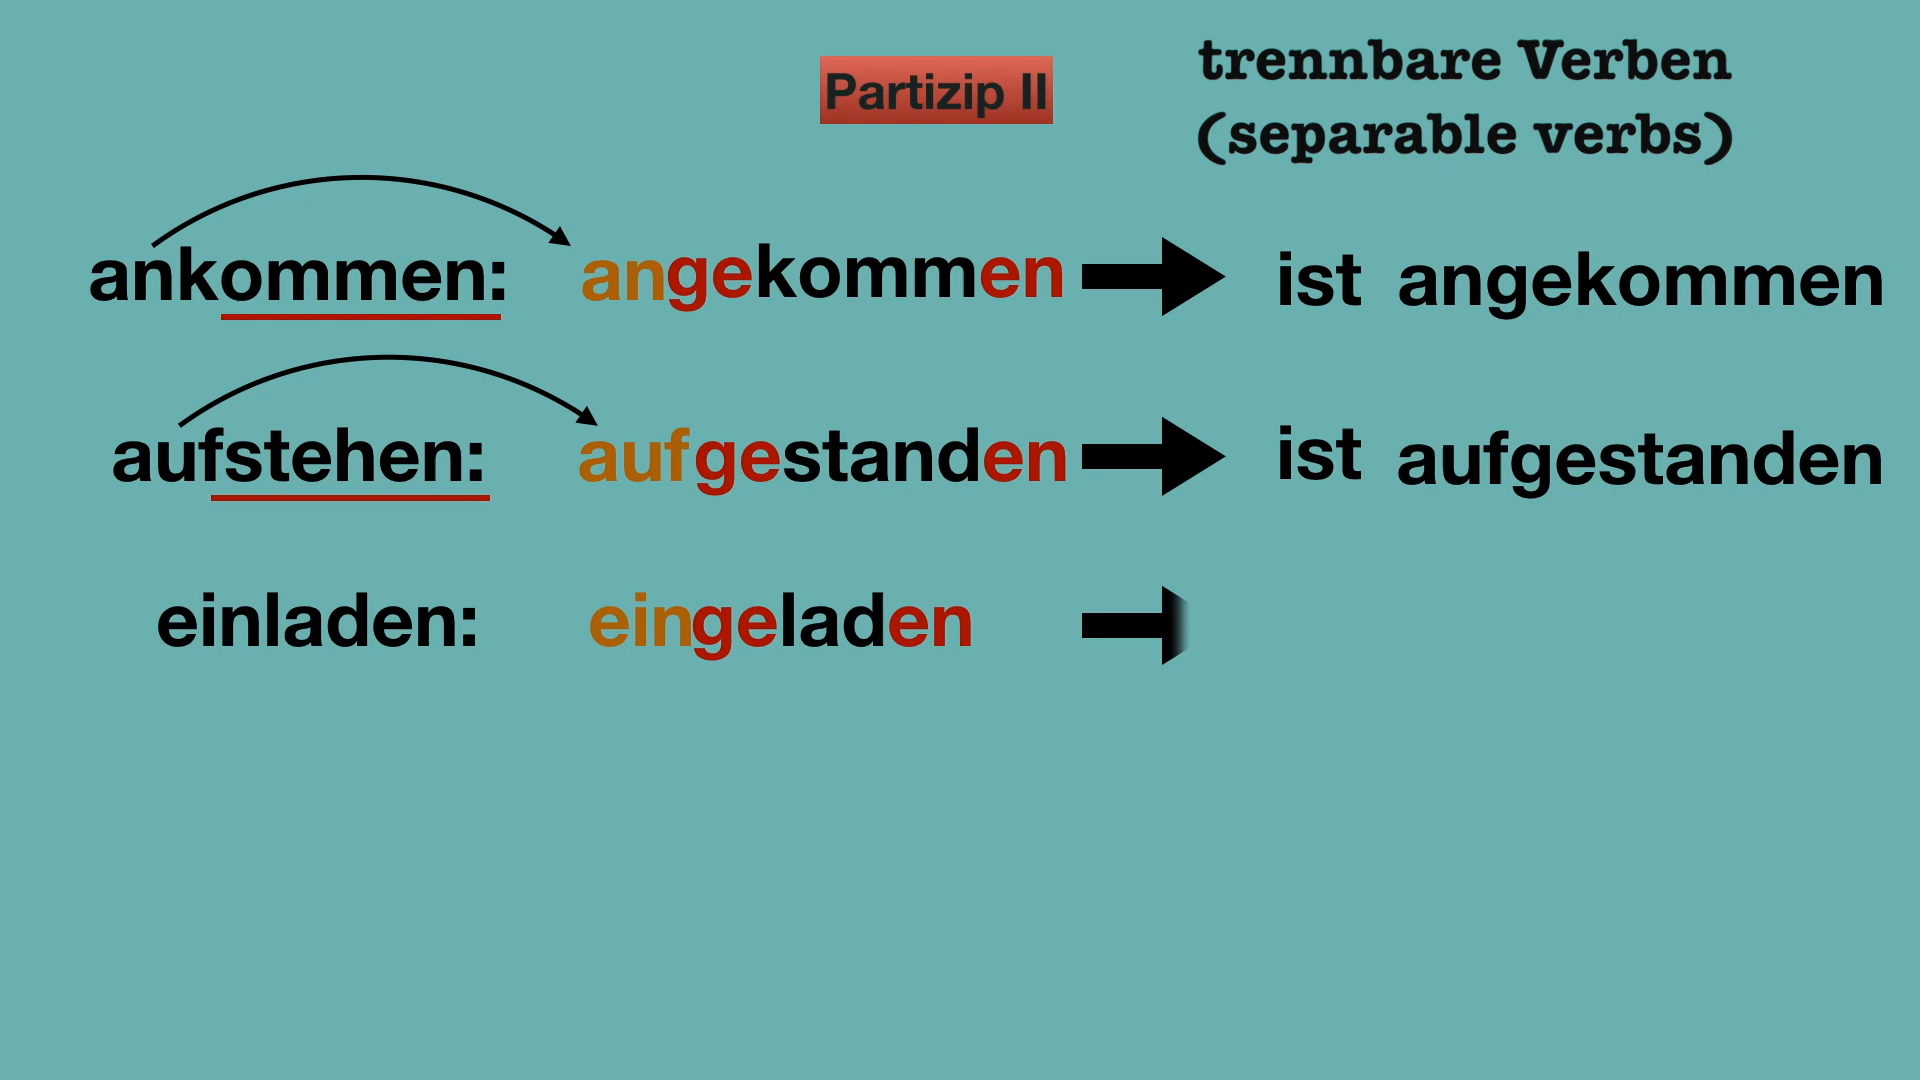 Partizip II
trennbare Verben
(separable verbs)
ankommen: angekommen ist angekommen
aufstehen: aufgestanden ist aufgestanden
einladen: eingeladen